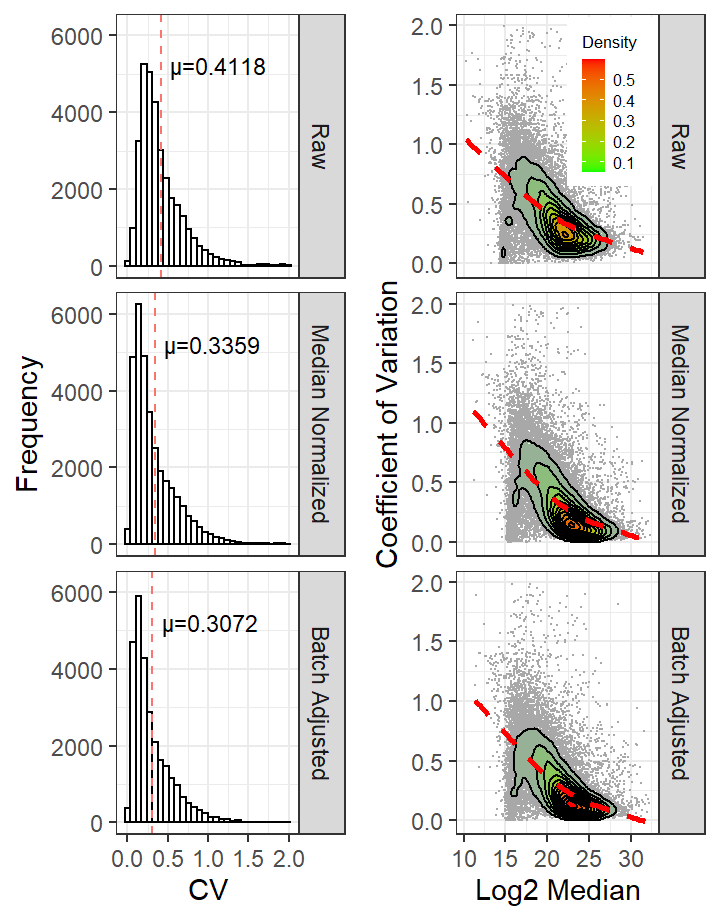 6000
4000
2000
0
μ=0.4118
Raw
6000
4000
2000
0
μ=0.3359
Median Normalized
6000
4000
2000
0
μ=0.3072
Batch Adjusted
Frequency
0.0 0.5 1.0 1.5 2.0
CV
2.0
1.5
1.0
0.5
0.0
Density
0.5
0.4
0.3
0.2
0.1
Raw
2.0
1.5
1.0
0.5
0.0
Median Normalized
2.0
1.5
1.0
0.5
0.0
Batch Adjusted
Coefficient of Variation
10 15 20 25 30
Log2 Median